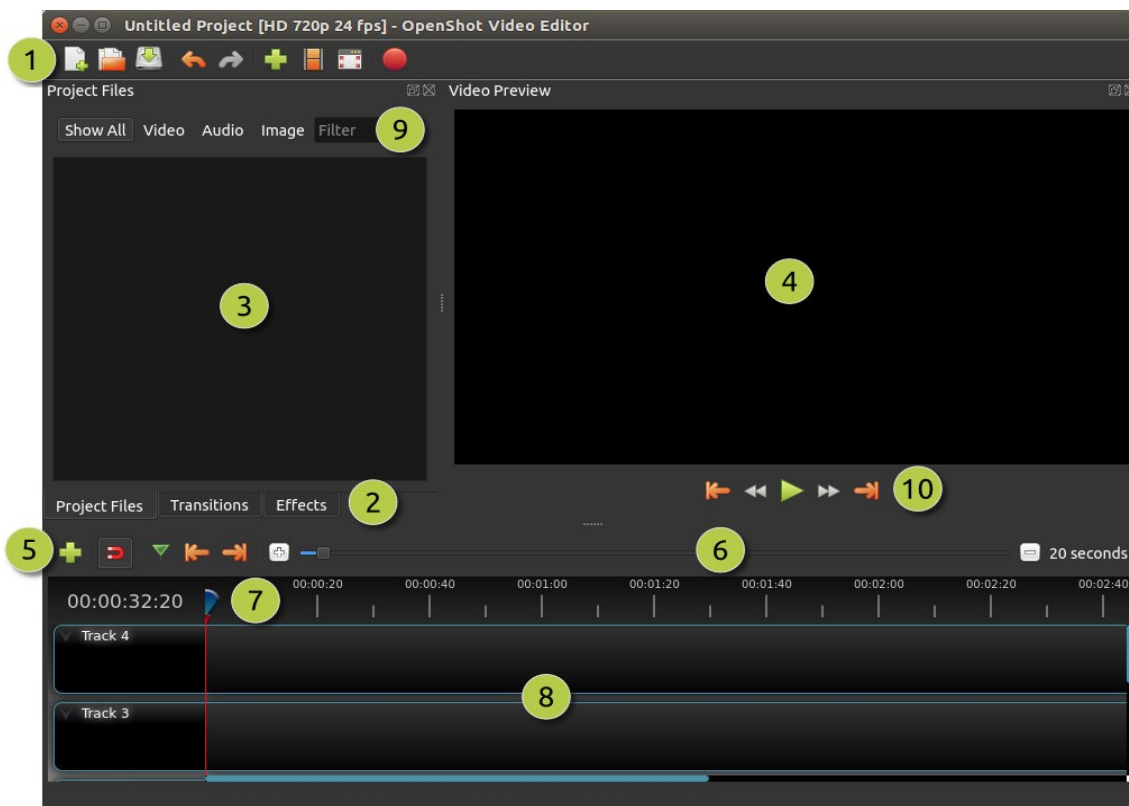 Untitled Project [HD 720p 24 fps] - OpenShot Video Editor
1
Project Files
Video Preview
Show All Video Audio Image Filter 9
3
4
Project Files Transitions Effects 2
10
5
6
20 seconds
00:00:32:20
7
00:00:20 00:00:40 00:01:00 00:01:20 00:01:40 00:02:00 00:02:20 00:02:40
Track 4
8
Track 3